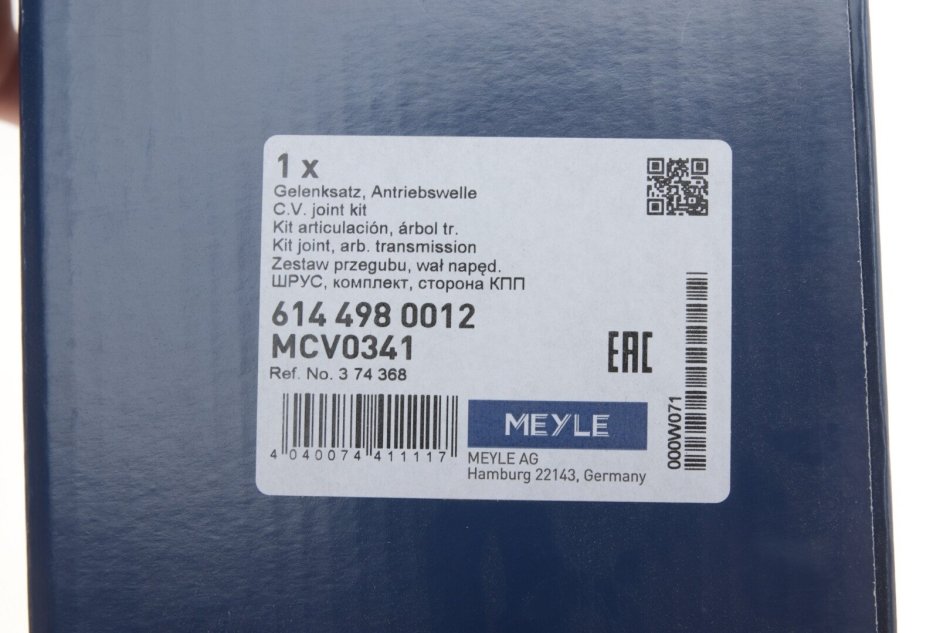 1 x
Gelenksatz, Antriebswelle
C.V. joint kit
Kit articulación, árbol tr.
Kit joint, arb. transmission
Zestaw przegubu, wał napęd.
ШРУС, комплект, сторона КПП
614 498 0012
MCV0341
EAC
Ref. No. 3 74 368
4 040074 411117
MEYLE
MEYLE AG
Hamburg 22143, Germany
000W071